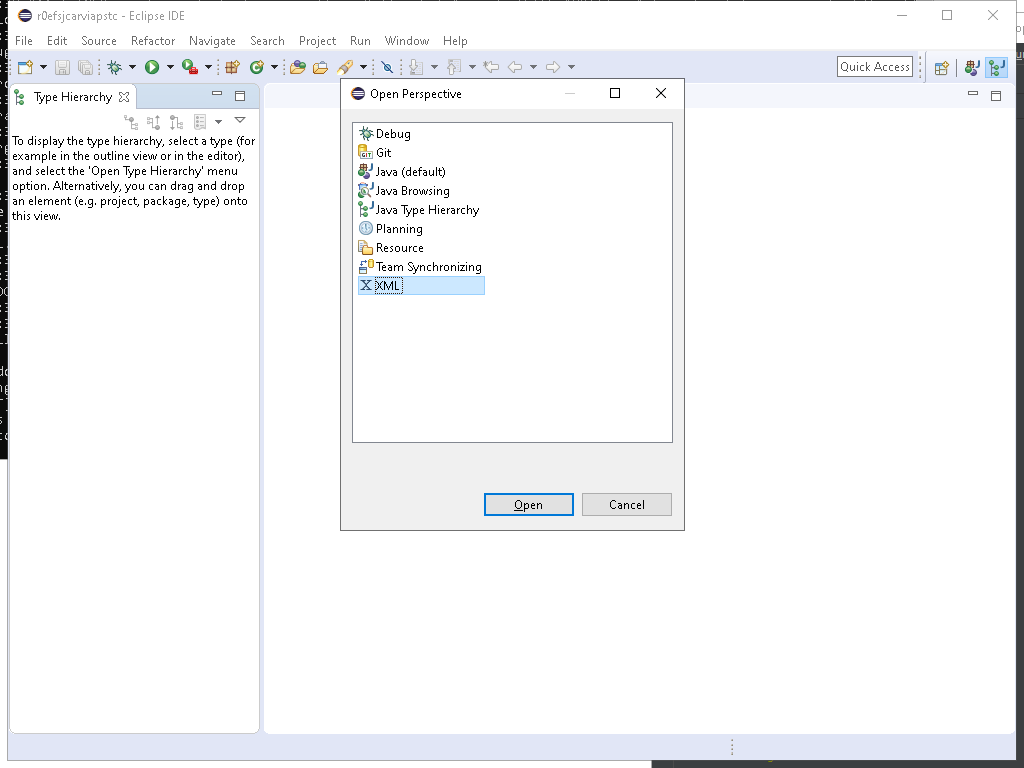 r0efsjcarviapstc - Eclipse IDE
File Edit Source Refactor Navigate Search Project Run Window Help
Quick Access
Type Hierarchy
To display the type hierarchy, select a type (for
example in the outline view or in the editor),
and select the 'Open Type Hierarchy' menu
option. Alternatively, you can drag and drop
an element (e.g. project, package, type) onto
this view.
Open Perspective
Debug
Git
Java (default)
Java Browsing
Java Type Hierarchy
Planning
Resource
Team Synchronizing
XML
Open Cancel